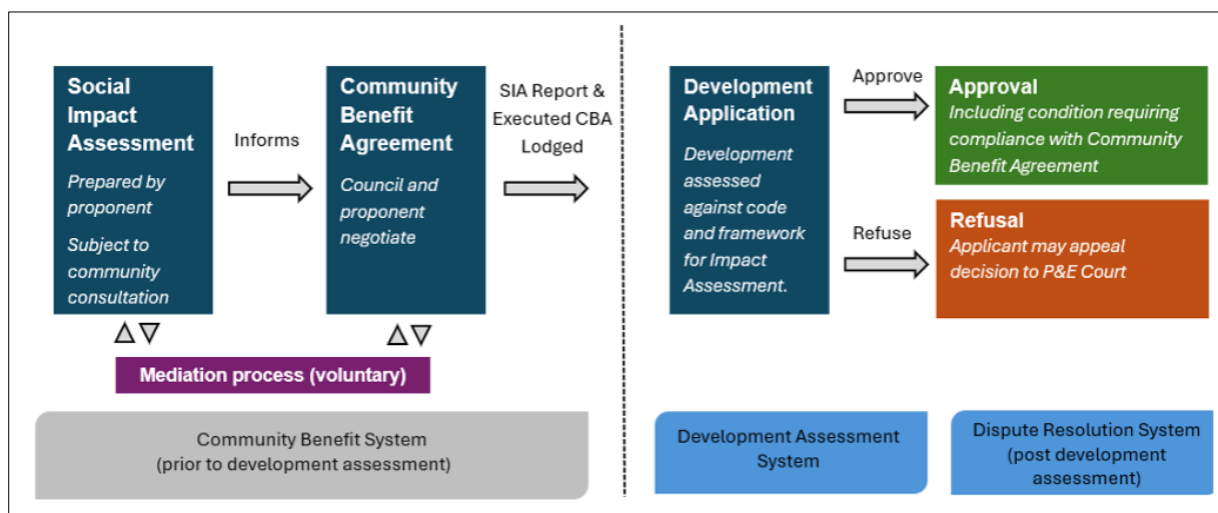 Social
Impact
Assessment
Prepared by
proponent
Subject to
community
consultation
Informs
Community
Benefit
Agreement
Council and
proponent
negotiate
SIA Report &
Executed CBA
Lodged
Mediation process (voluntary)
Community Benefit System
(prior to development assessment)
Development
Application
Development
assessed
against code
and framework
for Impact
Assessment.
Approve
Approval
Including condition requiring
compliance with Community
Benefit Agreement
Refuse
Refusal
Applicant may appeal
decision to P&E Court
Development Assessment
System
Dispute Resolution System
(post development
assessment)